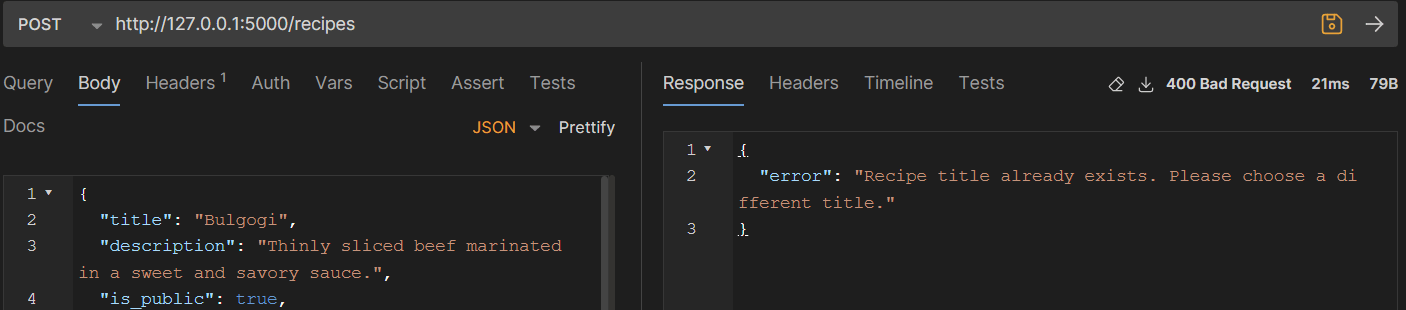 POST http://127.0.0.1:5000/recipes
Query Body Headers 1 Auth Vars Script Assert Tests
Docs JSON Prettify
1 {
2 "title": "Bulgogi",
3 "description": "Thinly sliced beef marinated
in a sweet and savory sauce.",
4 "is_public": true,
Response Headers Timeline Tests 400 Bad Request 21ms 79B
1 {
2 "error": "Recipe title already exists. Please choose a di
fferent title."
3 }